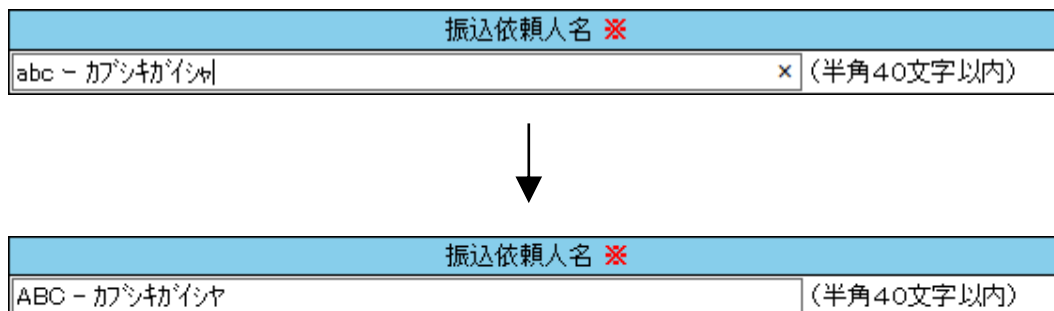 振込依頼人名 ※
abc ｰ ｶﾌﾞｼｷｶﾞｲｼｬ × (半角40文字以内)
振込依頼人名 ※
ABC - ｶﾌﾞｼｷｶﾞｲｼﾔ (半角40文字以内)